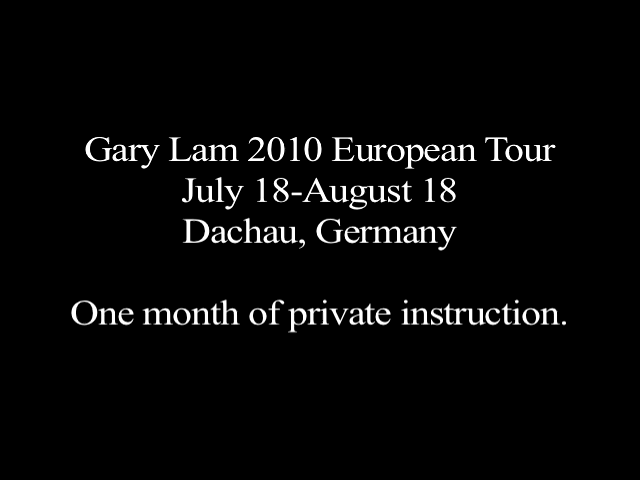 Gary Lam 2010 European Tour
July 18-August 18
Dachau, Germany
One month of private instruction.